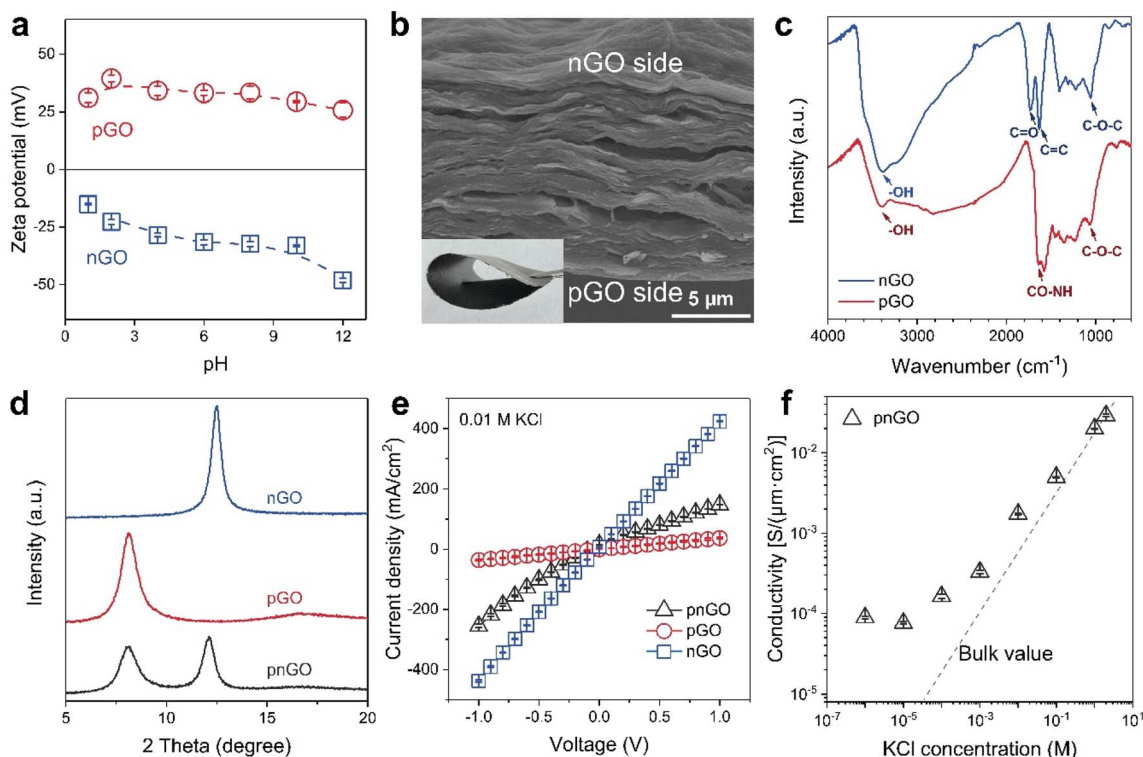 a
Zeta potential (mV)
50
25
0
-25
-50
pGO
nGO
0
3
6
9
12
pH
b
nGO side
pGO side
5 μm
c
Intensity (a.u.)
-OH
-OH
C=O
C=C
C-O-C
C-O-C
CO-NH
nGO
pGO
4000
3000
2000
1000
Wavenumber (cm⁻¹)
d
Intensity (a.u.)
nGO
pGO
pnGO
5
10
15
20
2 Theta (degree)
e
0.01 M KCl
Current density (mA/cm²)
400
200
0
-200
-400
pnGO
pGO
nGO
-1.0
-0.5
0.0
0.5
1.0
Voltage (V)
f
pnGO
Conductivity [S/(μm·cm²)]
10⁻²
10⁻³
10⁻⁴
10⁻⁵
Bulk value
10⁻⁷
10⁻⁵
10⁻³
10⁻¹
10¹
KCl concentration (M)